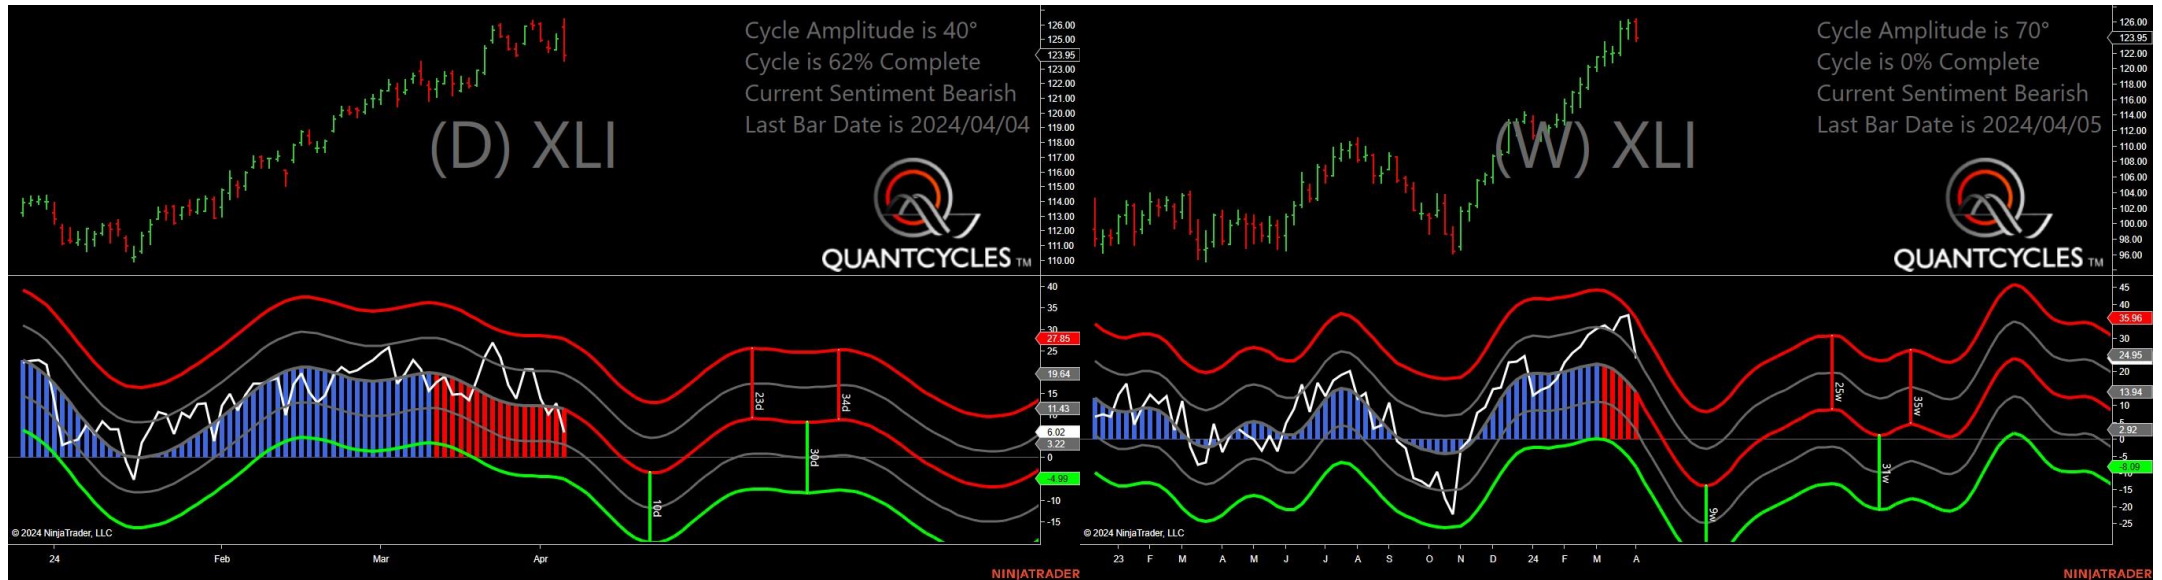 Cycle Amplitude is 40°
Cycle is 62% Complete
Current Sentiment Bearish
Last Bar Date is 2024/04/04
(D) XLI
QUANTCYCLES TM
126.00
125.00
123.95
123.00
122.00
121.00
120.00
119.00
118.00
117.00
116.00
115.00
114.00
113.00
112.00
111.00
110.00
40
35
30
27.85
25
19.64
15
11.43
6.02
3.22
0
-4.99
-10
-15
23d
34d
30d
10d
© 2024 NinjaTrader, LLC
24 Feb Mar Apr
NINJATRADER
Cycle Amplitude is 70°
Cycle is 0% Complete
Current Sentiment Bearish
Last Bar Date is 2024/04/05
(W) XLI
QUANTCYCLES TM
126.00
123.95
122.00
120.00
118.00
116.00
114.00
112.00
110.00
108.00
106.00
104.00
102.00
100.00
98.00
96.00
45
40
35.96
30
24.95
20
13.94
10
5
2.92
0
-5
-8.09
-15
-20
-25
25w
35w
31w
9w
© 2024 NinjaTrader, LLC
23 F M A M J J A S O N D 24 F M A
NINJATRADER